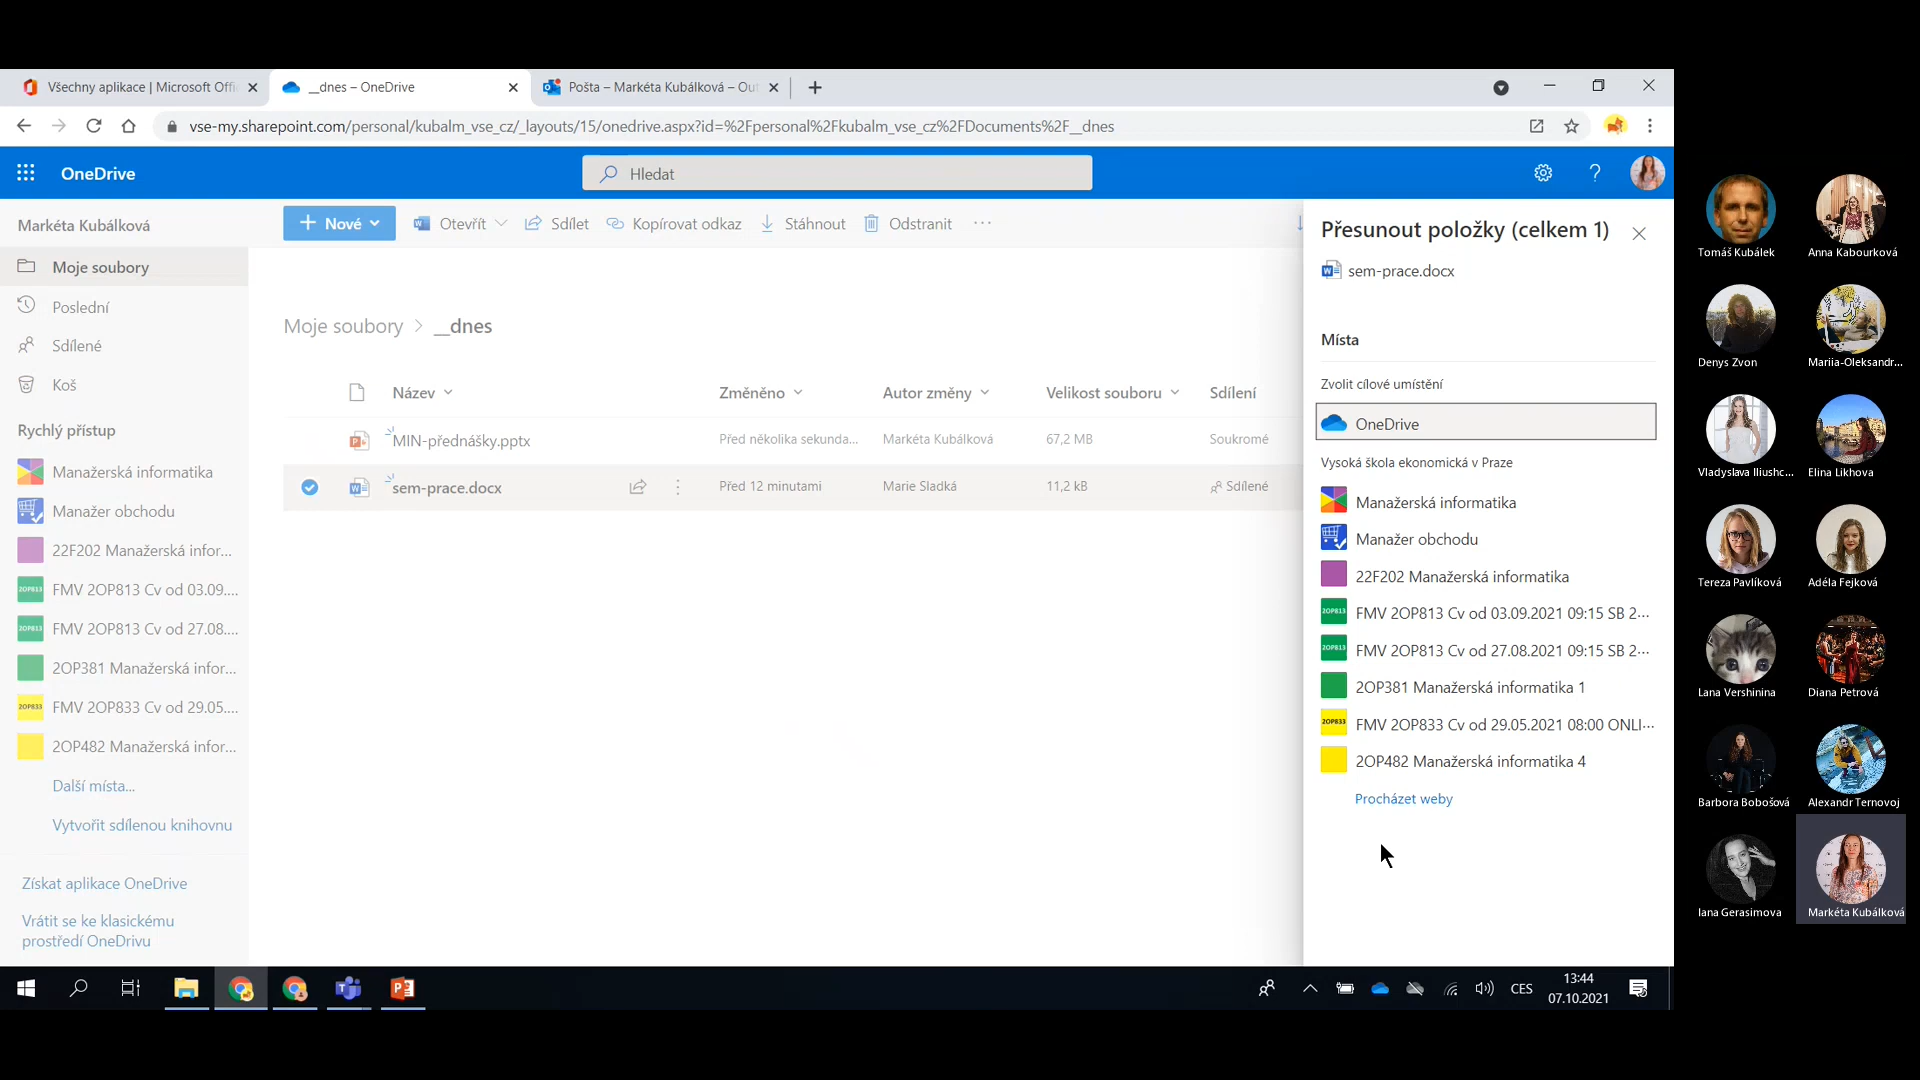 Všechny aplikace | Microsoft Offi
__dnes – OneDrive
Pošta – Markéta Kubálková – Out
vse-my.sharepoint.com/personal/kubalm_vse_cz/_layouts/15/onedrive.aspx?id=%2Fpersonal%2Fkubalm_vse_cz%2FDocuments%2F__dnes
OneDrive
Hledat
Markéta Kubálková
Nové
Otevřít
Sdílet
Kopírovat odkaz
Stáhnout
Odstranit
Moje soubory
Poslední
Sdílené
Koš
Rychlý přístup
Manažerská informatika
Manažer obchodu
22F202 Manažerská infor...
2OP813
FMV 2OP813 Cv od 03.09....
2OP813
FMV 2OP813 Cv od 27.08....
2OP381 Manažerská infor...
2OP833
FMV 2OP833 Cv od 29.05....
2OP482 Manažerská infor...
Další místa...
Vytvořit sdílenou knihovnu
Získat aplikace OneDrive
Vrátit se ke klasickému
prostředí OneDrivu
Moje soubory > __dnes
Název
Změněno
Autor změny
Velikost souboru
Sdílení
MIN-přednášky.pptx
Před několika sekunda...
Markéta Kubálková
67,2 MB
Soukromé
sem-prace.docx
Před 12 minutami
Marie Sladká
11,2 kB
Sdílené
Přesunout položky (celkem 1)
sem-prace.docx
Místa
Zvolit cílové umístění
OneDrive
Vysoká škola ekonomická v Praze
Manažerská informatika
Manažer obchodu
22F202 Manažerská informatika
2OP813
FMV 2OP813 Cv od 03.09.2021 09:15 SB 2...
2OP813
FMV 2OP813 Cv od 27.08.2021 09:15 SB 2...
2OP381 Manažerská informatika 1
2OP833
FMV 2OP833 Cv od 29.05.2021 08:00 ONLI...
2OP482 Manažerská informatika 4
Procházet weby
Tomáš Kubálek
Anna Kabourková
Denys Zvon
Mariia-Oleksandr...
Vladyslava Iliushc...
Elina Likhova
Tereza Pavlíková
Adéla Fejková
Lana Vershinina
Diana Petrová
Barbora Bobošová
Alexandr Ternovoj
Iana Gerasimova
Markéta Kubálková
CES
13:44
07.10.2021